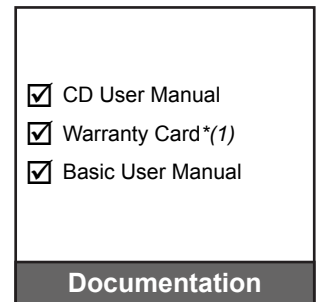 ☑ CD User Manual
☑ Warranty Card*(1)
☑ Basic User Manual
Documentation